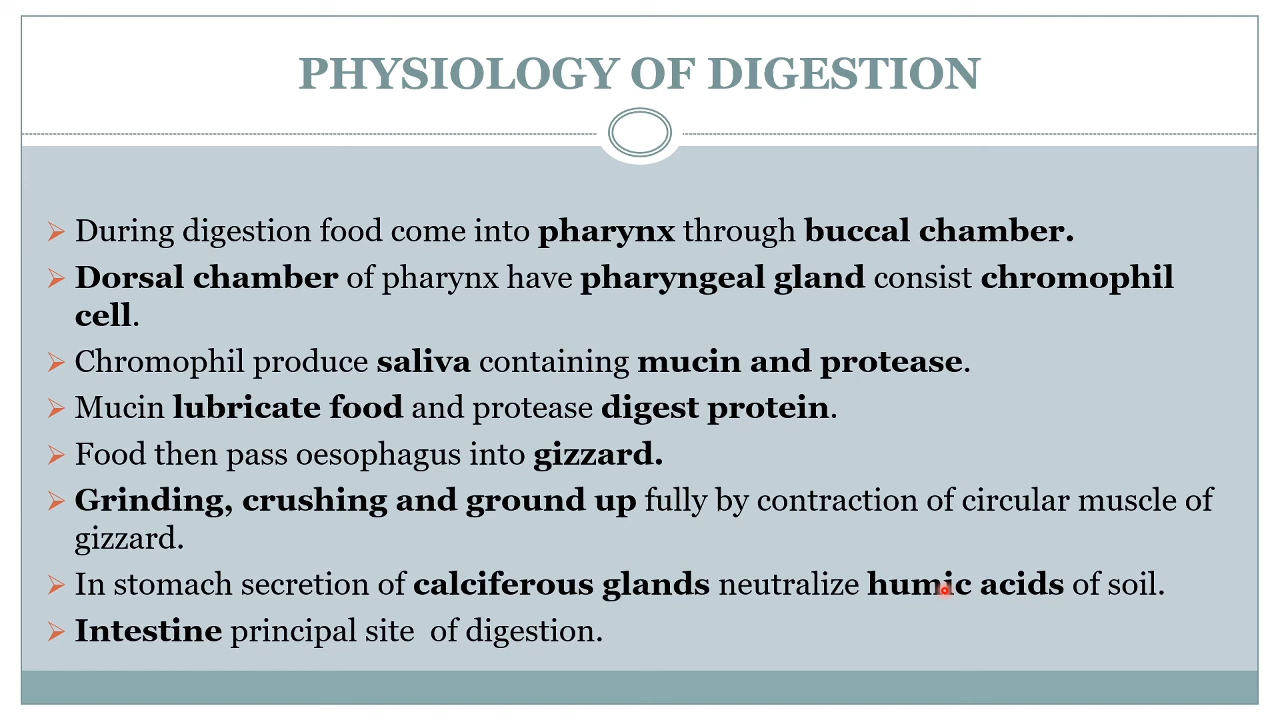 PHYSIOLOGY OF DIGESTION
During digestion food come into pharynx through buccal chamber.
Dorsal chamber of pharynx have pharyngeal gland consist chromophil
cell.
Chromophil produce saliva containing mucin and protease.
Mucin lubricate food and protease digest protein.
Food then pass oesophagus into gizzard.
Grinding, crushing and ground up fully by contraction of circular muscle of
gizzard.
In stomach secretion of calciferous glands neutralize humic acids of soil.
Intestine principal site of digestion.